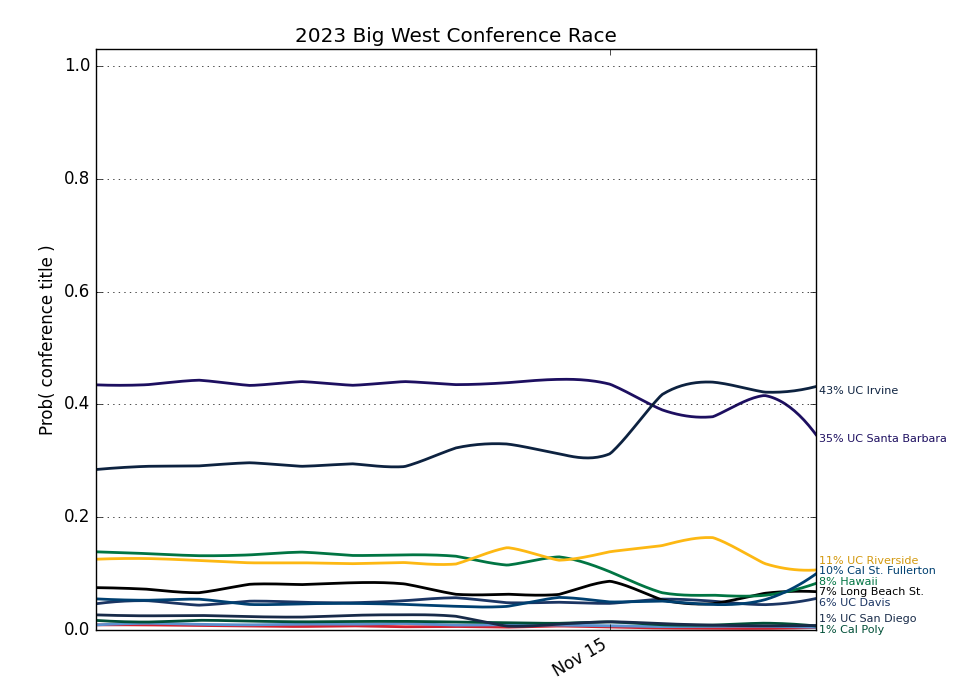 2023 Big West Conference Race
Prob( conference title )
1.0
0.8
0.6
0.4
0.2
0.0
43% UC Irvine
35% UC Santa Barbara
11% UC Riverside
10% Cal St. Fullerton
8% Hawaii
7% Long Beach St.
6% UC Davis
1% UC San Diego
1% Cal Poly
Nov 15